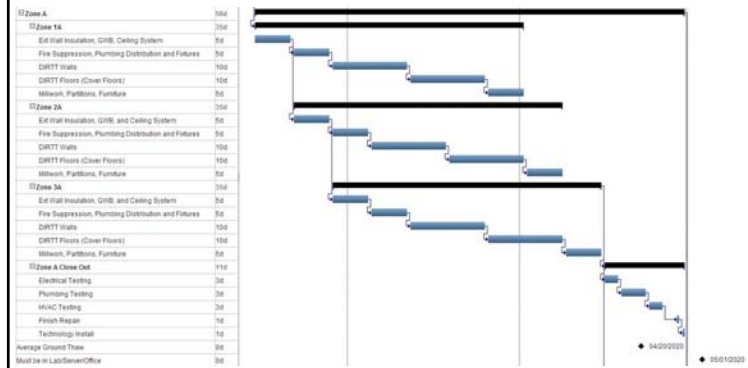 Zone A 56d
Zone 1A 35d
Ext Wall Insulation, GWB, Ceiling System 5d
Fire Suppression, Plumbing Distribution and Fixtures 5d
DIRTT Walls 10d
DIRTT Floors (Cover Floors) 10d
Millwork, Partitions, Furniture 5d
Zone 2A 35d
Ext Wall Insulation, GWB, and Ceiling System 5d
Fire Suppression, Plumbing Distribution and Fixtures 5d
DIRTT Walls 10d
DIRTT Floors (Cover Floors) 10d
Millwork, Partitions, Furniture 5d
Zone 3A 35d
Ext Wall Insulation, GWB, and Ceiling System 5d
Fire Suppression, Plumbing Distribution and Fixtures 5d
DIRTT Walls 10d
DIRTT Floors (Cover Floors) 10d
Millwork, Partitions, Furniture 5d
Zone A Close Out 11d
Electrical Testing 3d
Plumbing Testing 3d
HVAC Testing 3d
Finish Repair 1d
Technology Install 1d
Average Ground Thaw 0d 04/20/2020
Must be in Lab/Server/Office 0d 05/01/2020